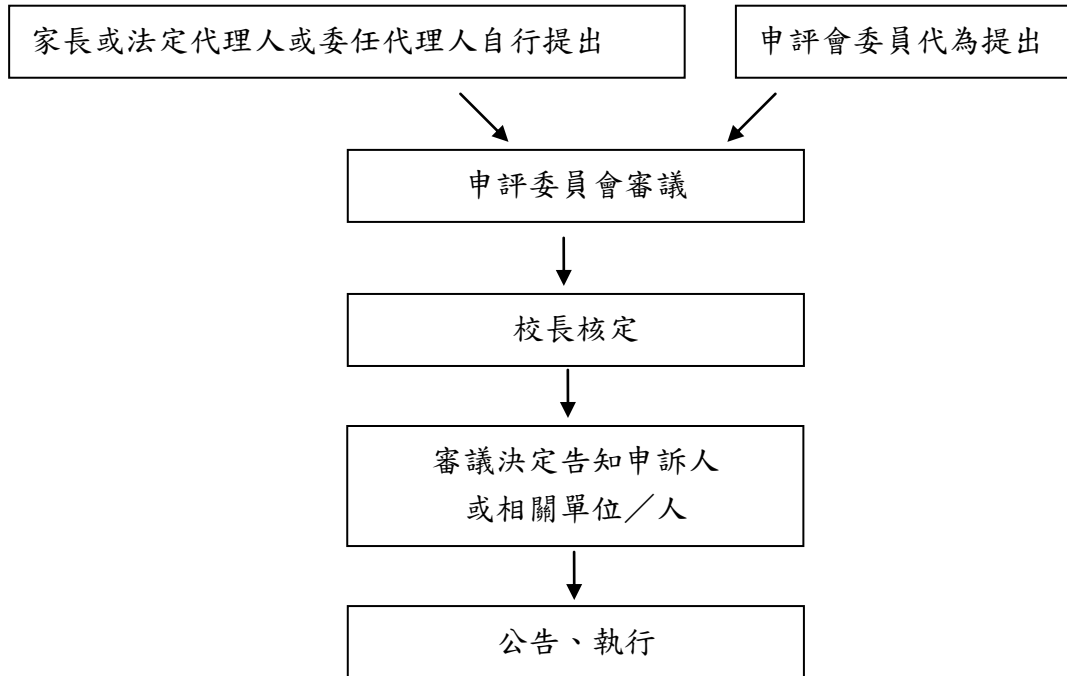 家長或法定代理人或委任代理人自行提出
申評會委員代為提出
申評委員會審議
校長核定
審議決定告知申訴人
或相關單位／人
公告、執行